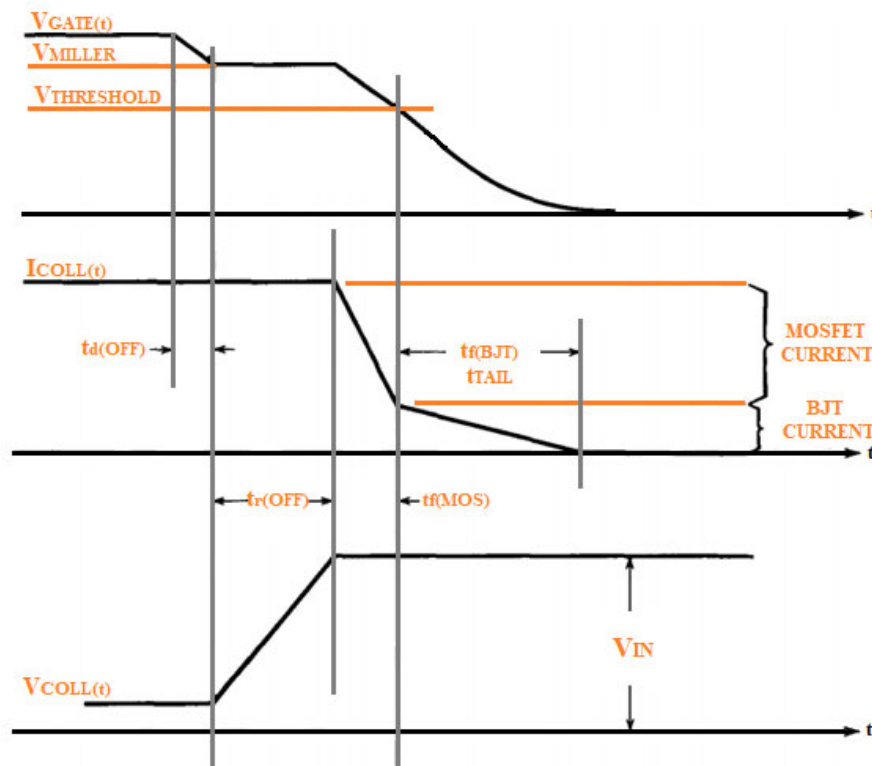 VGATE(t)
VMILLER
VTHRESHOLD
t
ICOLL(t)
td(OFF)
tf(BJT)
tTAIL
MOSFET
CURRENT
BJT
CURRENT
t
tr(OFF)
tf(MOS)
VIN
VCOLL(t)
t